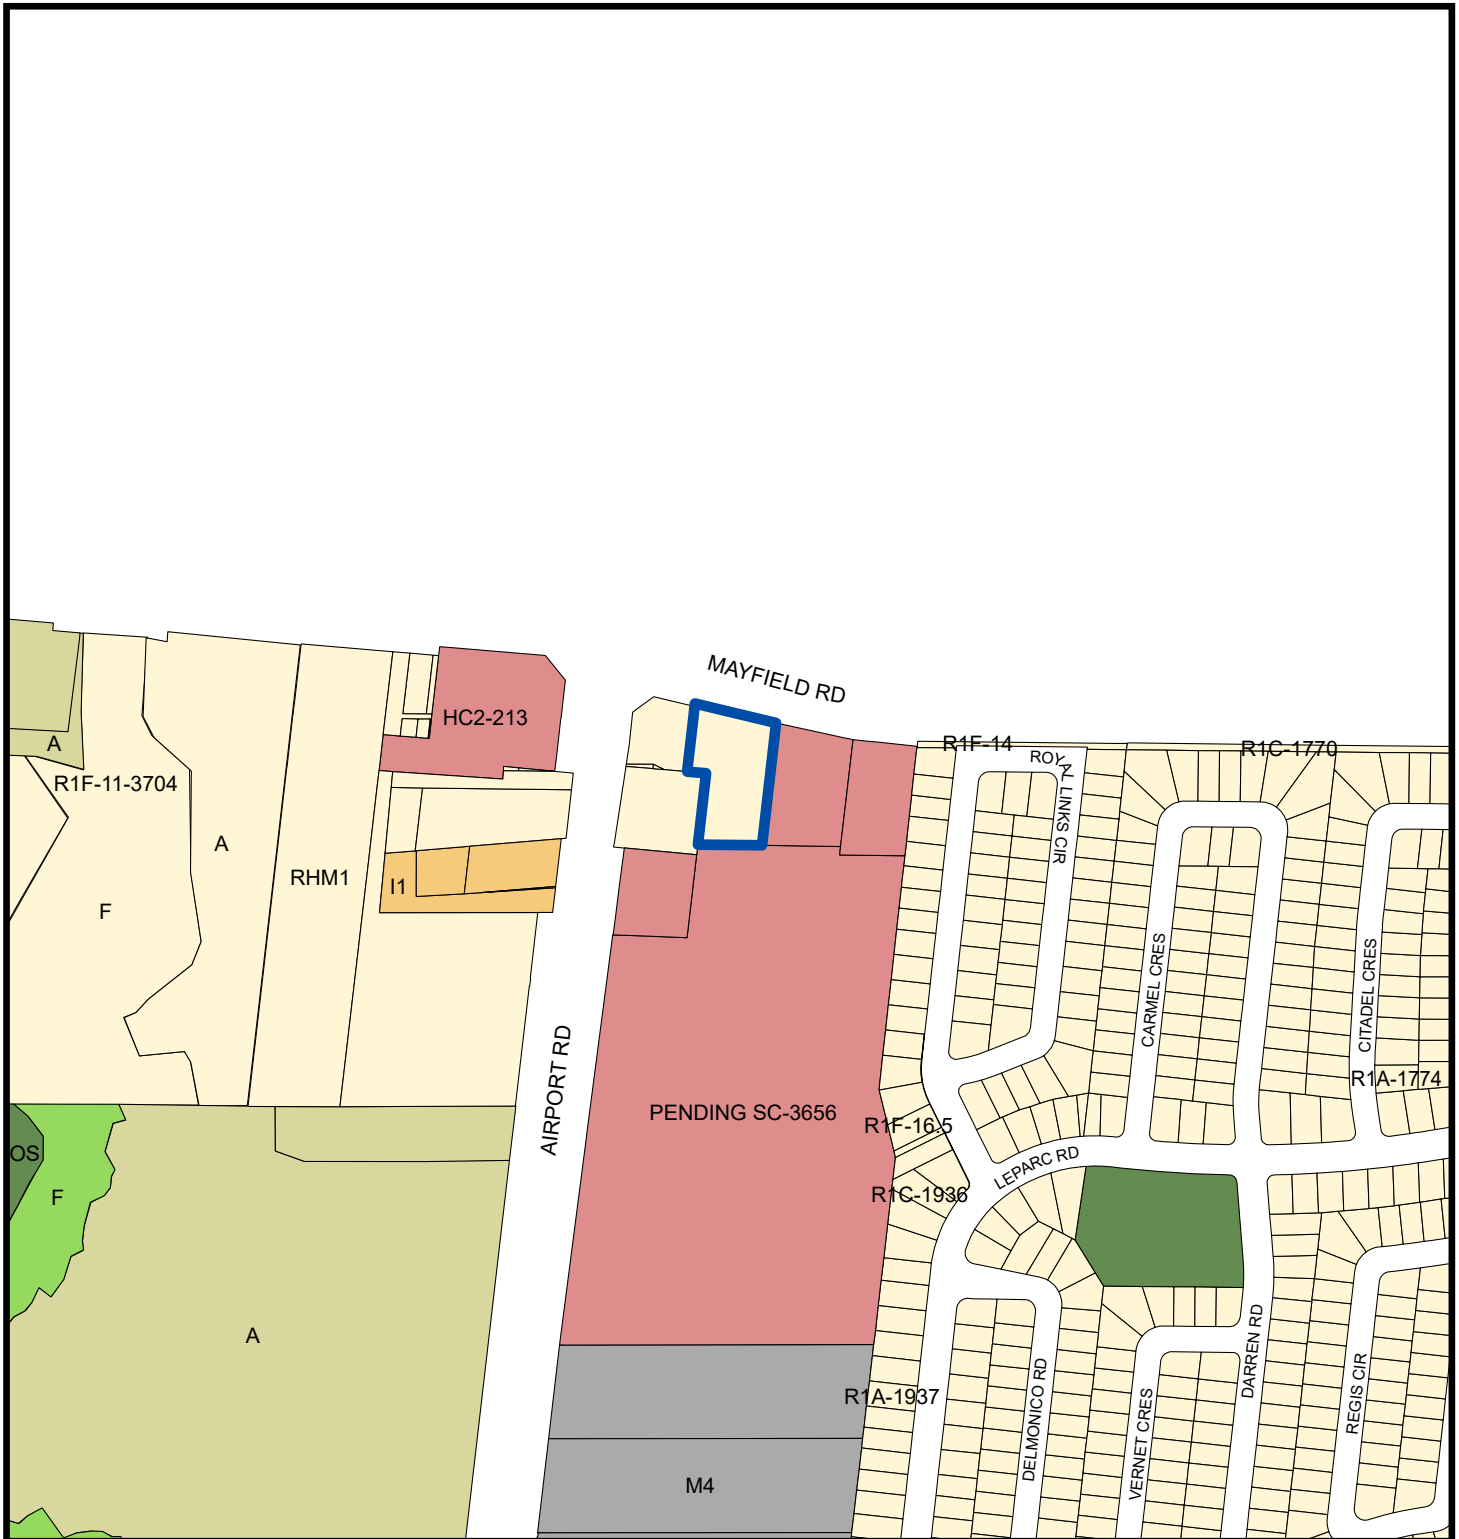 MAYFIELD RD
HC2-213
A
R1F-14
R1C-1770
ROYAL LINKS CIR
R1F-11-3704
A
RHM1
I1
F
CARMEL CRES
CITADEL CRES
AIRPORT RD
R1A-1774
PENDING SC-3656
R1F-16.5
OS
LEPARC RD
F
R1C-1936
A
DARREN RD
R1A-1937
DELMONICO RD
VERNET CRES
REGIS CIR
M4